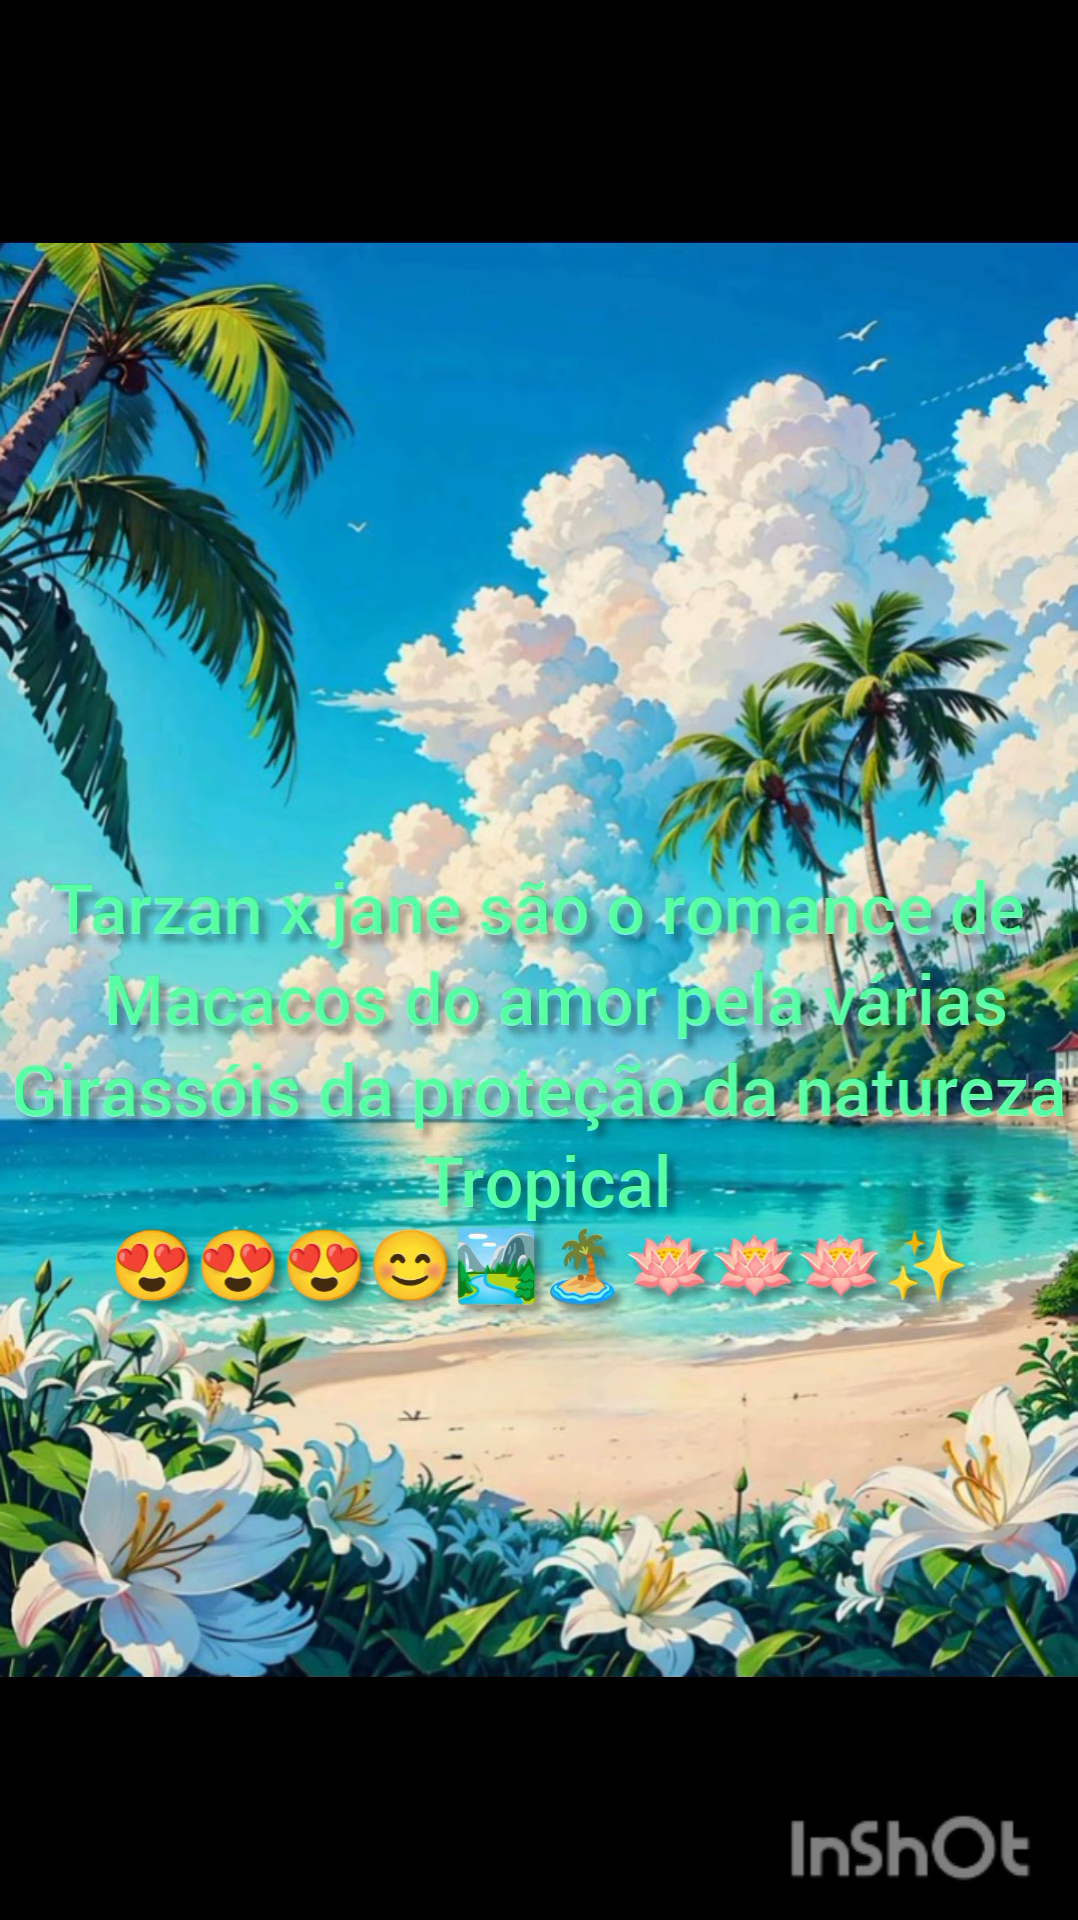 Tarzan x jane são o romance de
Macacos do amor pela várias
Girassóis da proteção da natureza
Tropical
😍😍😍😊🏞️🏝️🪷🪷🪷✨
InShOt